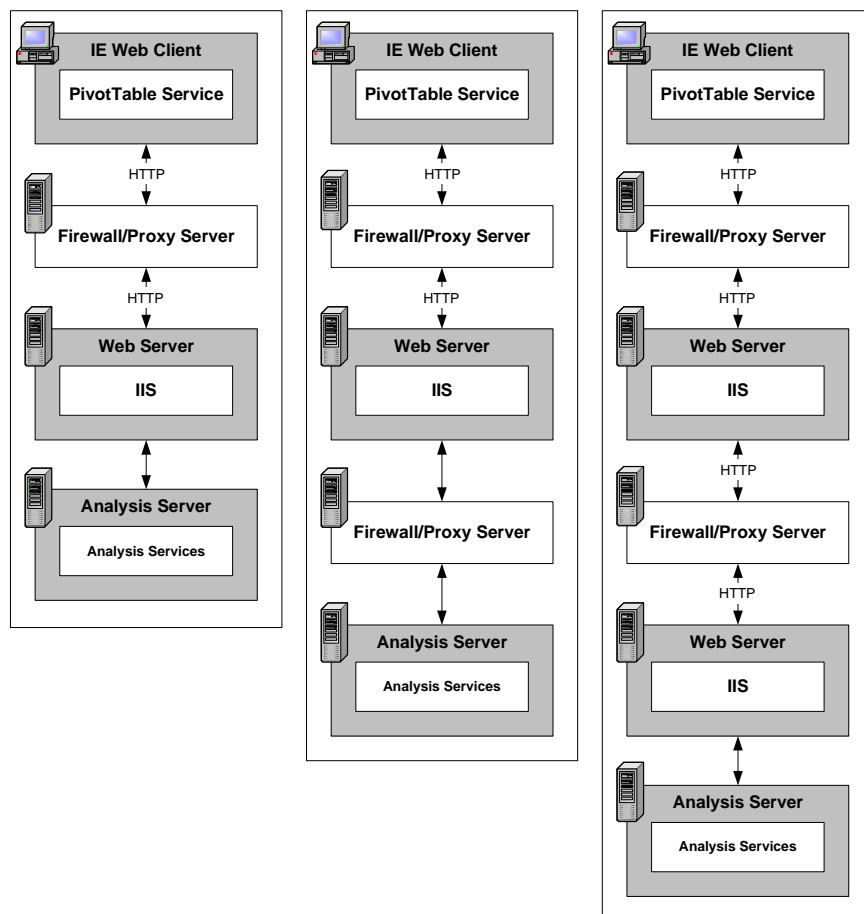 IE Web Client
PivotTable Service
HTTP
Firewall/Proxy Server
HTTP
Web Server
IIS
Analysis Server
Analysis Services
IE Web Client
PivotTable Service
HTTP
Firewall/Proxy Server
HTTP
Web Server
IIS
Firewall/Proxy Server
Analysis Server
Analysis Services
IE Web Client
PivotTable Service
HTTP
Firewall/Proxy Server
HTTP
Web Server
IIS
HTTP
Firewall/Proxy Server
HTTP
Web Server
IIS
Analysis Server
Analysis Services